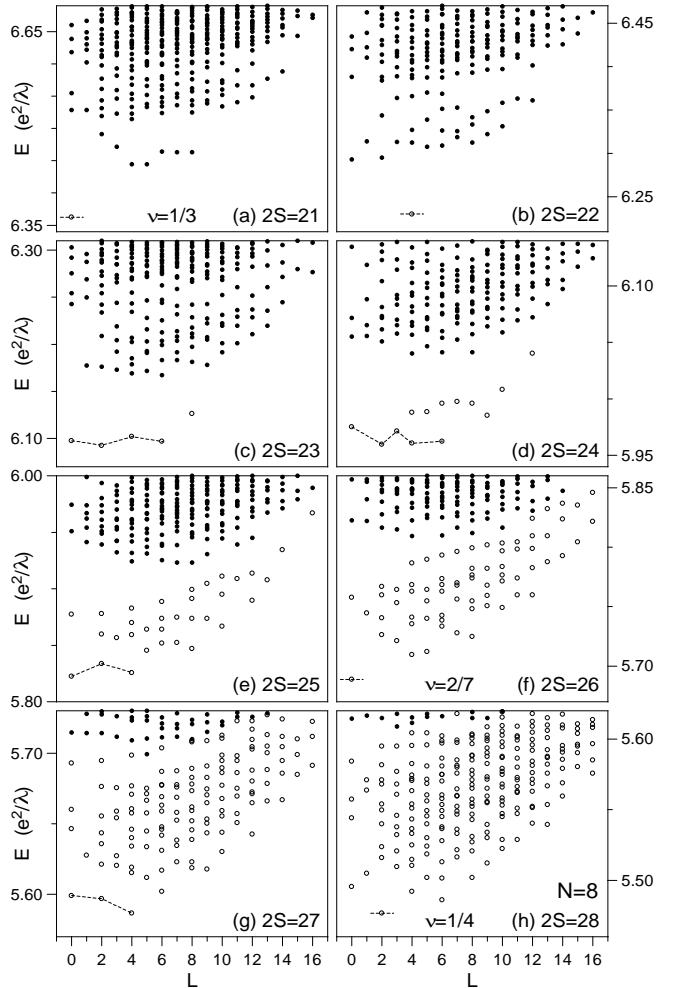 6.65
6.35
E (e²/λ)
ν=1/3
(a) 2S=21
6.45
6.25
(b) 2S=22
6.30
6.10
E (e²/λ)
(c) 2S=23
6.10
5.95
(d) 2S=24
6.00
5.80
E (e²/λ)
(e) 2S=25
5.85
5.70
ν=2/7
(f) 2S=26
5.70
5.60
E (e²/λ)
(g) 2S=27
5.60
5.50
N=8
ν=1/4
(h) 2S=28
0 2 4 6 8 10 12 14 16
L
0 2 4 6 8 10 12 14 16
L